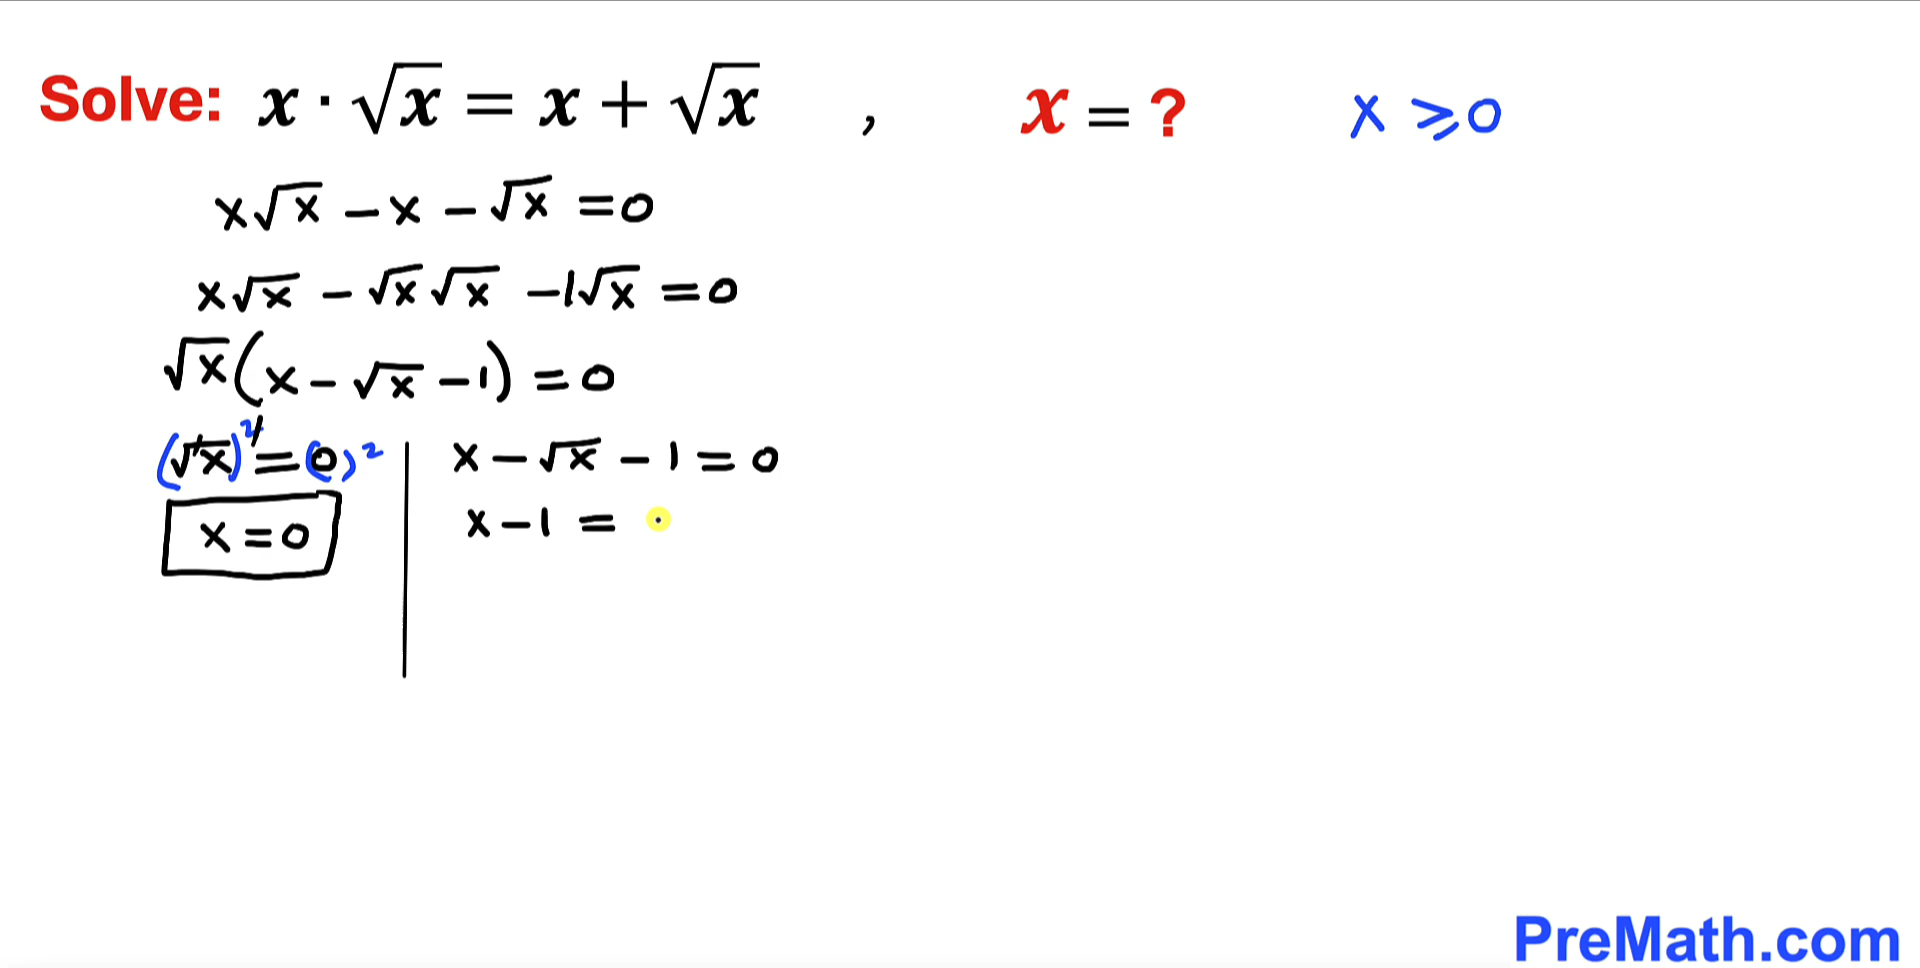 Solve: x · √x = x + √x , x = ? x ≥ 0
x√x − x − √x = 0
x√x − √x √x − 1√x = 0
√x(x − √x − 1) = 0
(√x)² = (0)² | x − √x − 1 = 0
x = 0 | x − 1 =
PreMath.com